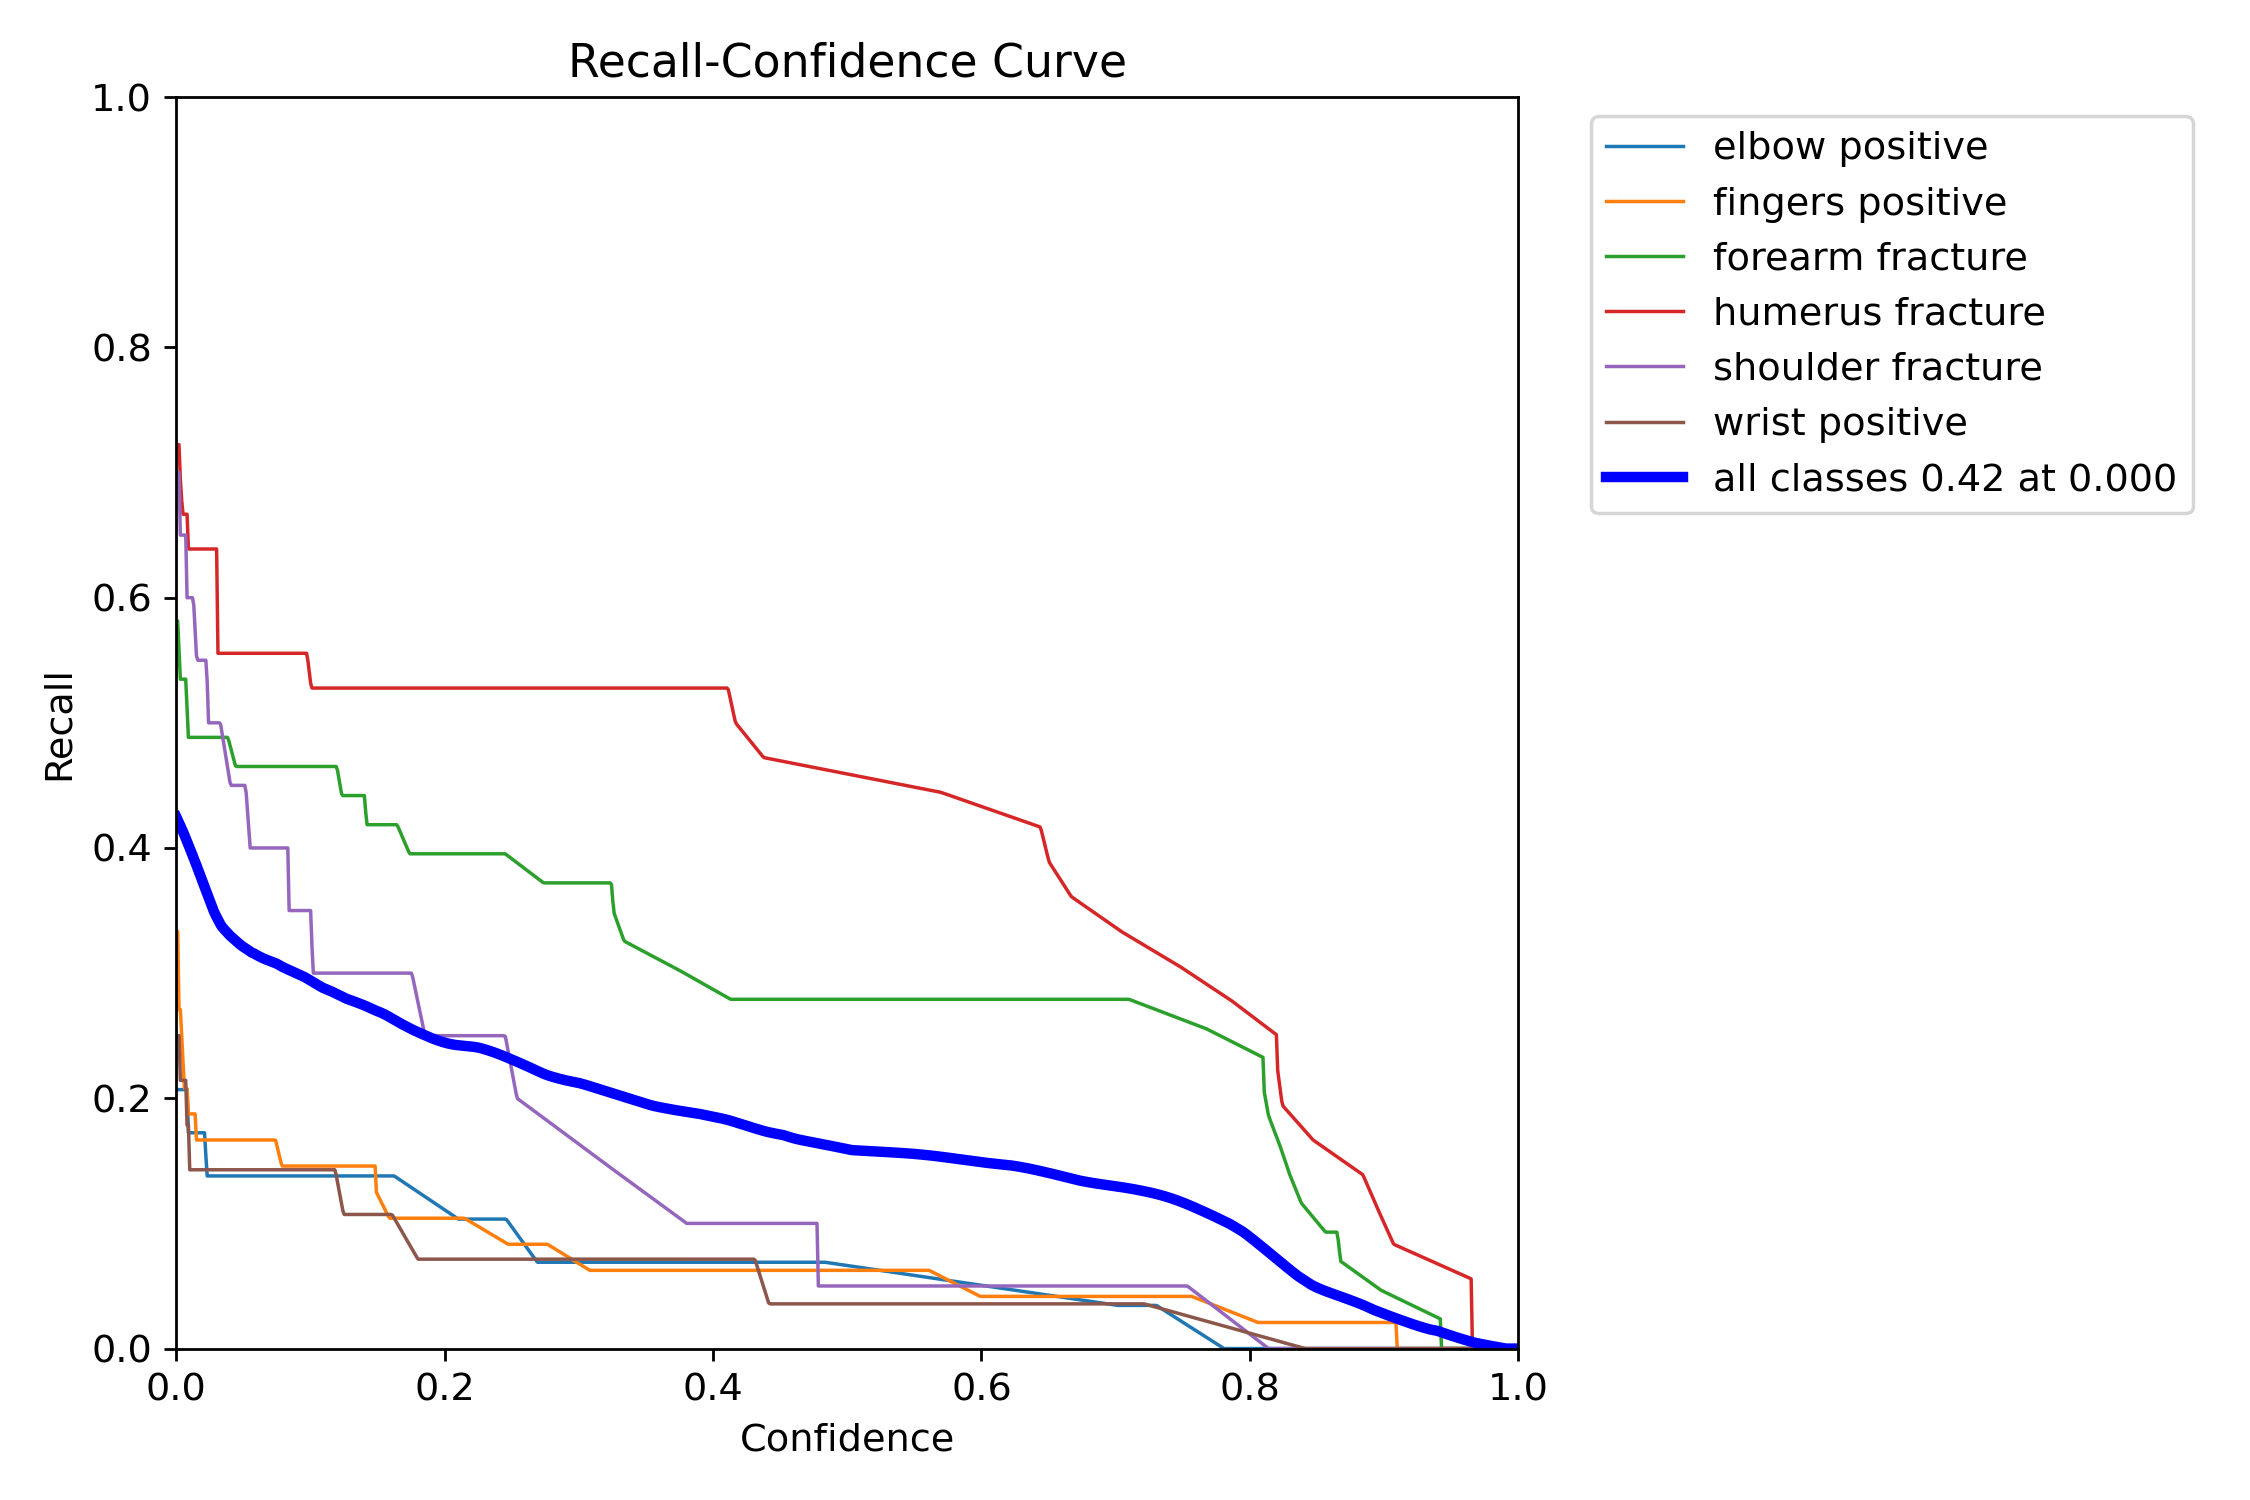 Recall-Confidence Curve
1.0
0.8
0.6
0.4
0.2
0.0
Recall
0.0 0.2 0.4 0.6 0.8 1.0
Confidence
elbow positive
fingers positive
forearm fracture
humerus fracture
shoulder fracture
wrist positive
all classes 0.42 at 0.000